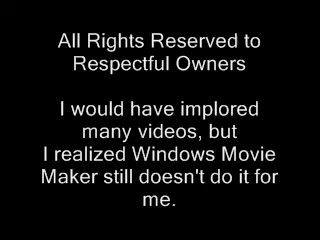 All Rights Reserved to
Respectful Owners
I would have implored
many videos, but
I realized Windows Movie
Maker still doesn't do it for
me.